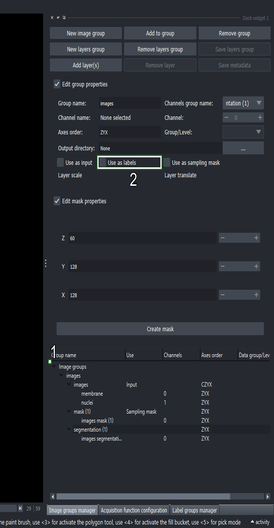 Dock widget 1
New image group Add to group Remove group
New layers group Remove layers group Save layers group
Add layer(s) Remove layer Save metadata
Edit group properties
Group name: images Channels group name: ntation (1)
Channel name: None selected Channel: 0
Axes order: ZYX Group/Level:
Output directory: None ...
Use as input Use as labels Use as sampling mask
Layer scale 2 Layer translate
Edit mask properties
Z 60
Y 128
X 128
Create mask
1
Group name Use Channels Axes order Data group/Lev
Image groups
images
images Input CZYX
membrane 0 ZYX
nuclei 1 ZYX
mask (1) Sampling mask ZYX
images mask (1) 0 ZYX
segmentation (1) ZYX
images segmentati... 0 ZYX
Image groups manager Acquisition function configuration Label groups manager
he paint brush, use <3> for activate the polygon tool, use <4> for activate the fill bucket, use <5> for pick mode activity